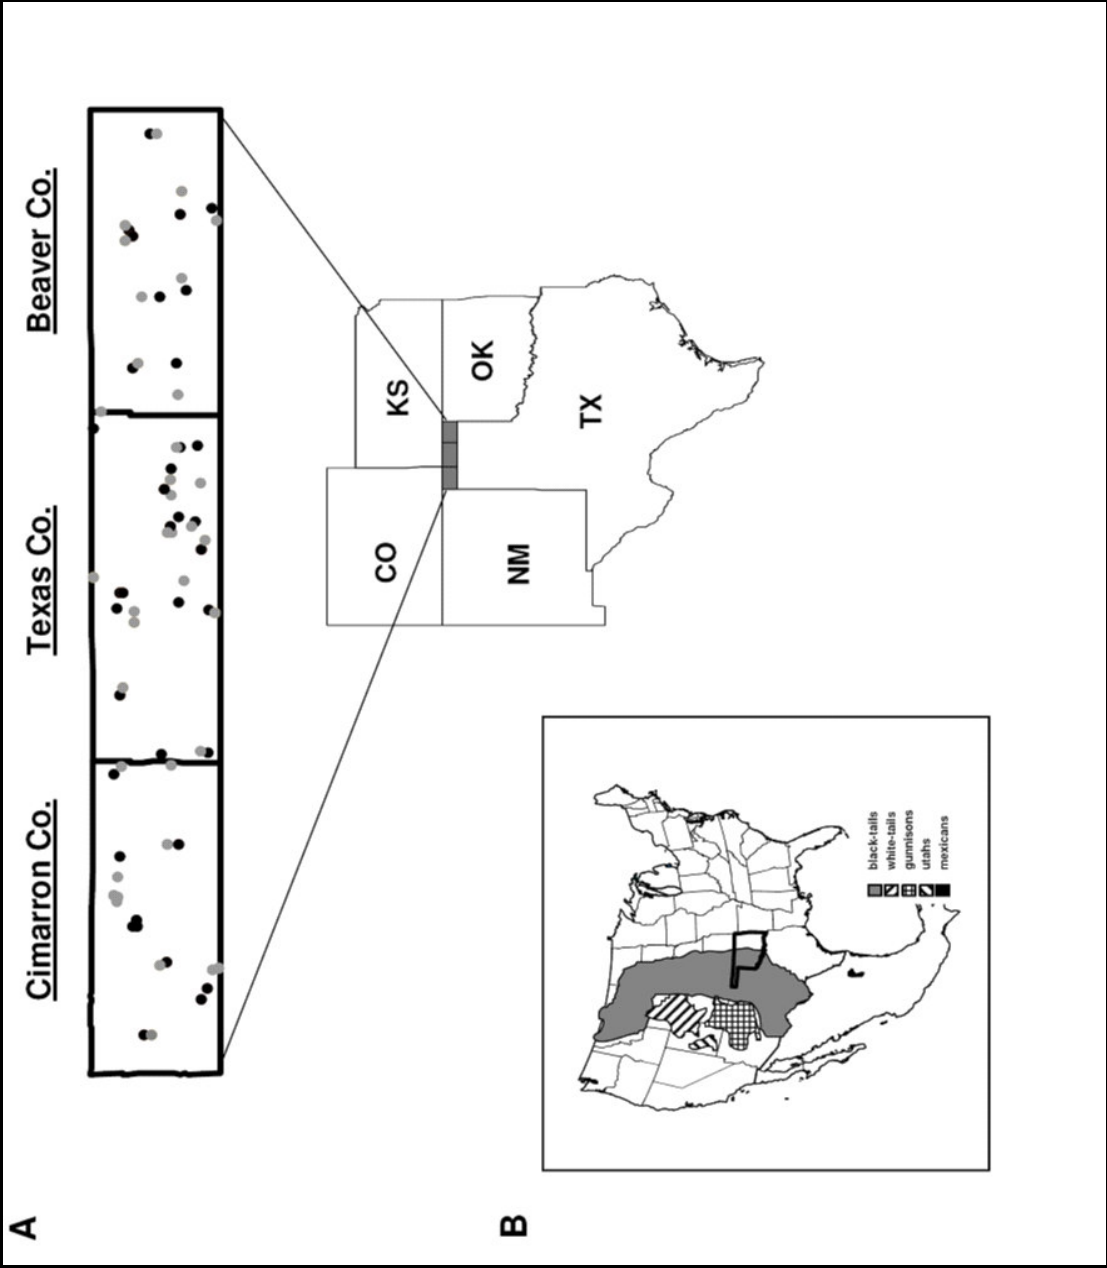 A
Cimarron Co.
Texas Co.
Beaver Co.
CO
KS
NM
OK
TX
B
black-tails
white-tails
gunnisons
utahs
mexicans